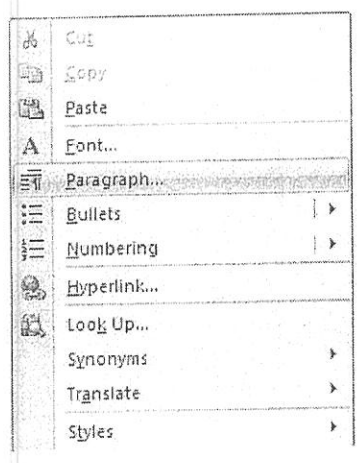 Cut
Copy
Paste
Font...
Paragraph...
Bullets
Numbering
Hyperlink...
Look Up...
Synonyms
Translate
Styles